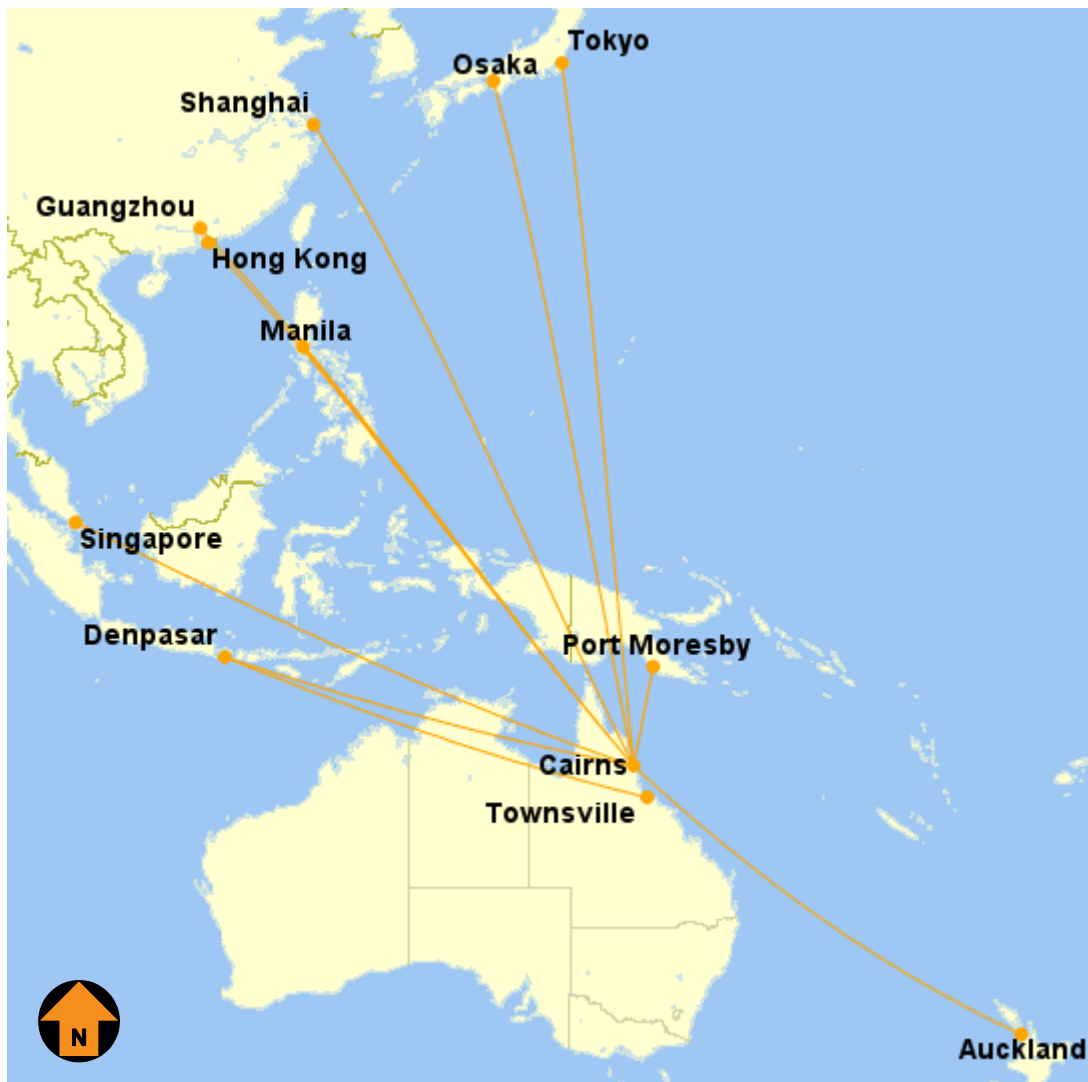 Tokyo
Osaka
Shanghai
Guangzhou
Hong Kong
Manila
Singapore
Denpasar
Port Moresby
Cairns
Townsville
N
Auckland